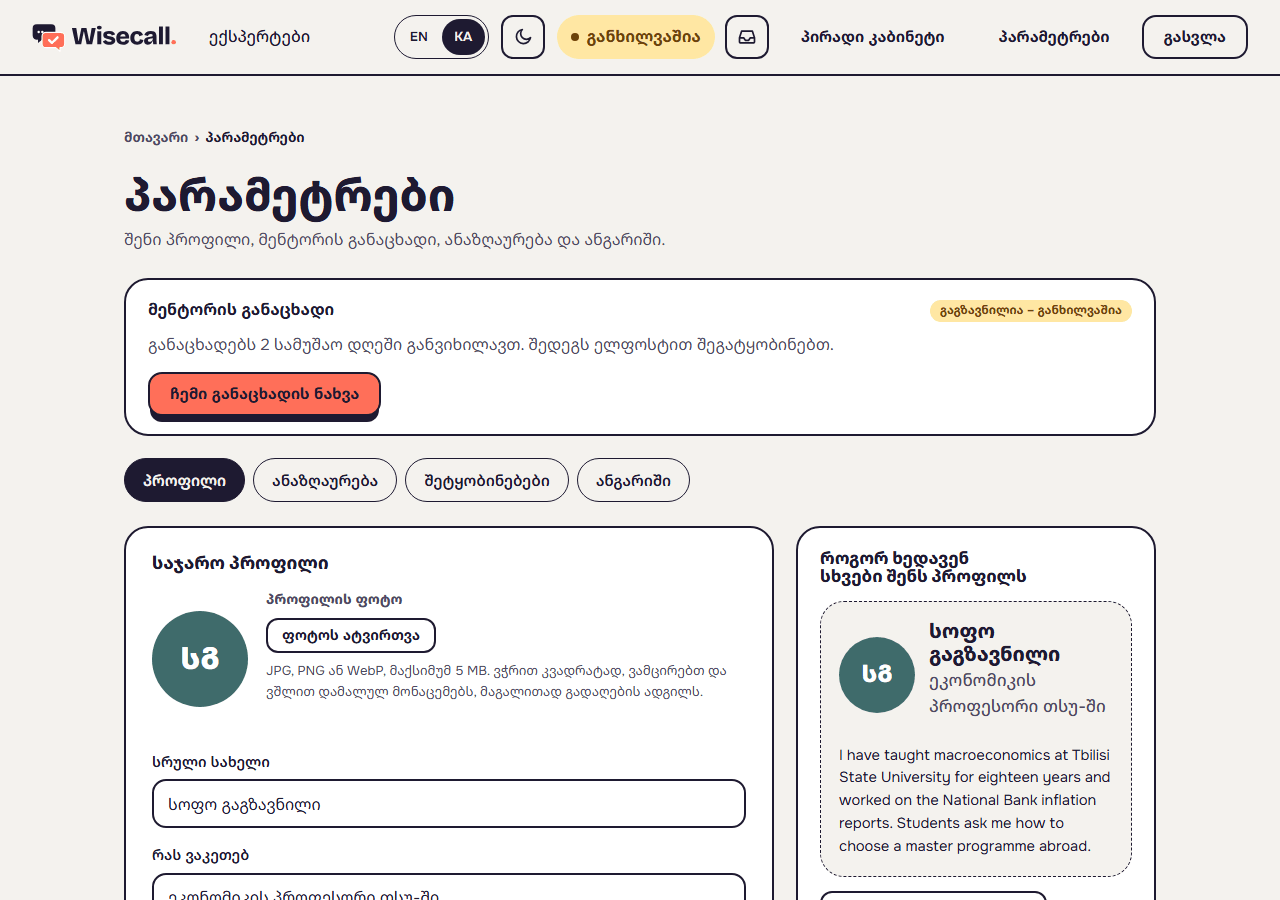 Wisecall.
ექსპერტები
EN
KA
განხილვაშია
პირადი კაბინეტი
პარამეტრები
გასვლა
მთავარი › პარამეტრები
პარამეტრები
შენი პროფილი, მენტორის განაცხადი, ანაზღაურება და ანგარიში.
მენტორის განაცხადი
გაგზავნილია – განხილვაშია
განაცხადებს 2 სამუშაო დღეში განვიხილავთ. შედეგს ელფოსტით შეგატყობინებთ.
ჩემი განაცხადის ნახვა
პროფილი
ანაზღაურება
შეტყობინებები
ანგარიში
საჯარო პროფილი
პროფილის ფოტო
სგ
ფოტოს ატვირთვა
JPG, PNG ან WebP, მაქსიმუმ 5 MB. ვჭრით კვადრატად, ვამცირებთ და
ვშლით დამალულ მონაცემებს, მაგალითად გადაღების ადგილს.
სრული სახელი
სოფო გაგზავნილი
რას ვაკეთებ
ეკონომიკის პროფესორი თსუ-ში
როგორ ხედავენ
სხვები შენს პროფილს
სგ
სოფო
გაგზავნილი
ეკონომიკის
პროფესორი თსუ-ში
I have taught macroeconomics at Tbilisi
State University for eighteen years and
worked on the National Bank inflation
reports. Students ask me how to
choose a master programme abroad.